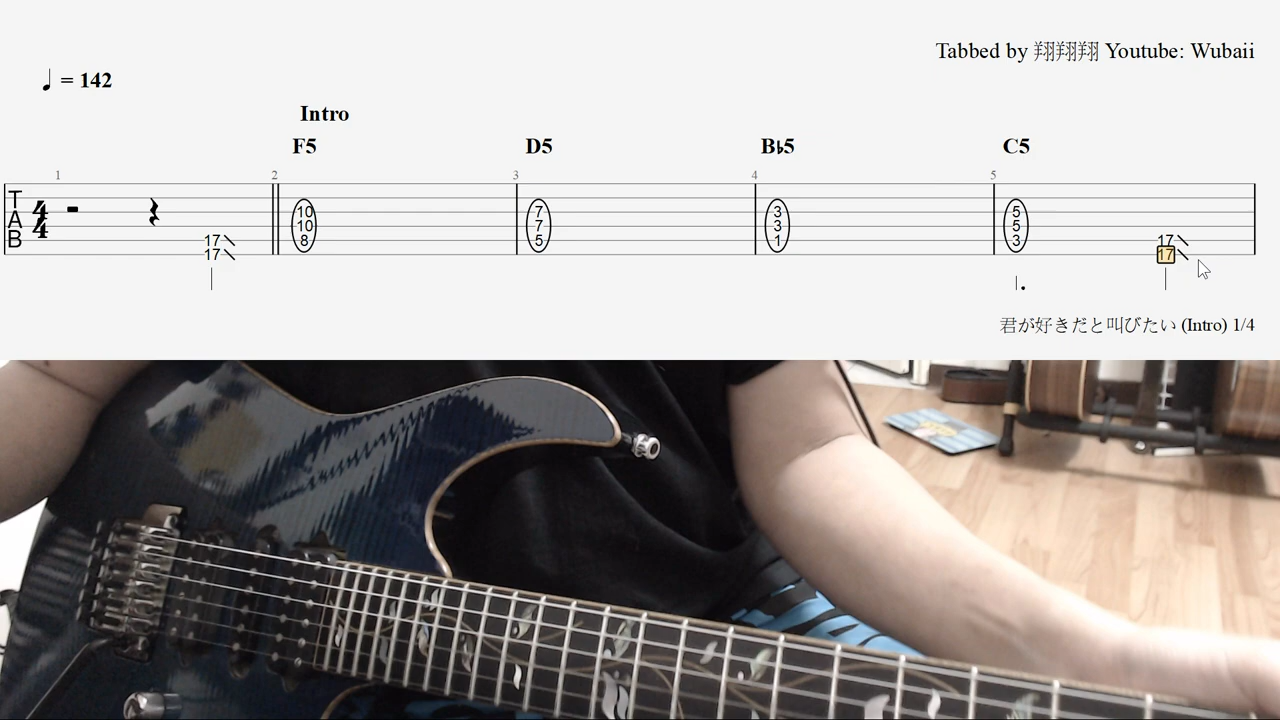 Tabbed by 翔翔翔 Youtube: Wubaii
= 142
Intro
F5 D5 B♭5 C5
1 2 3 4 5
T
A
B
4
4
10 7 3 5
10 7 3 5
17 8 5 1 3 17
17 17
君が好きだと叫びたい (Intro) 1/4